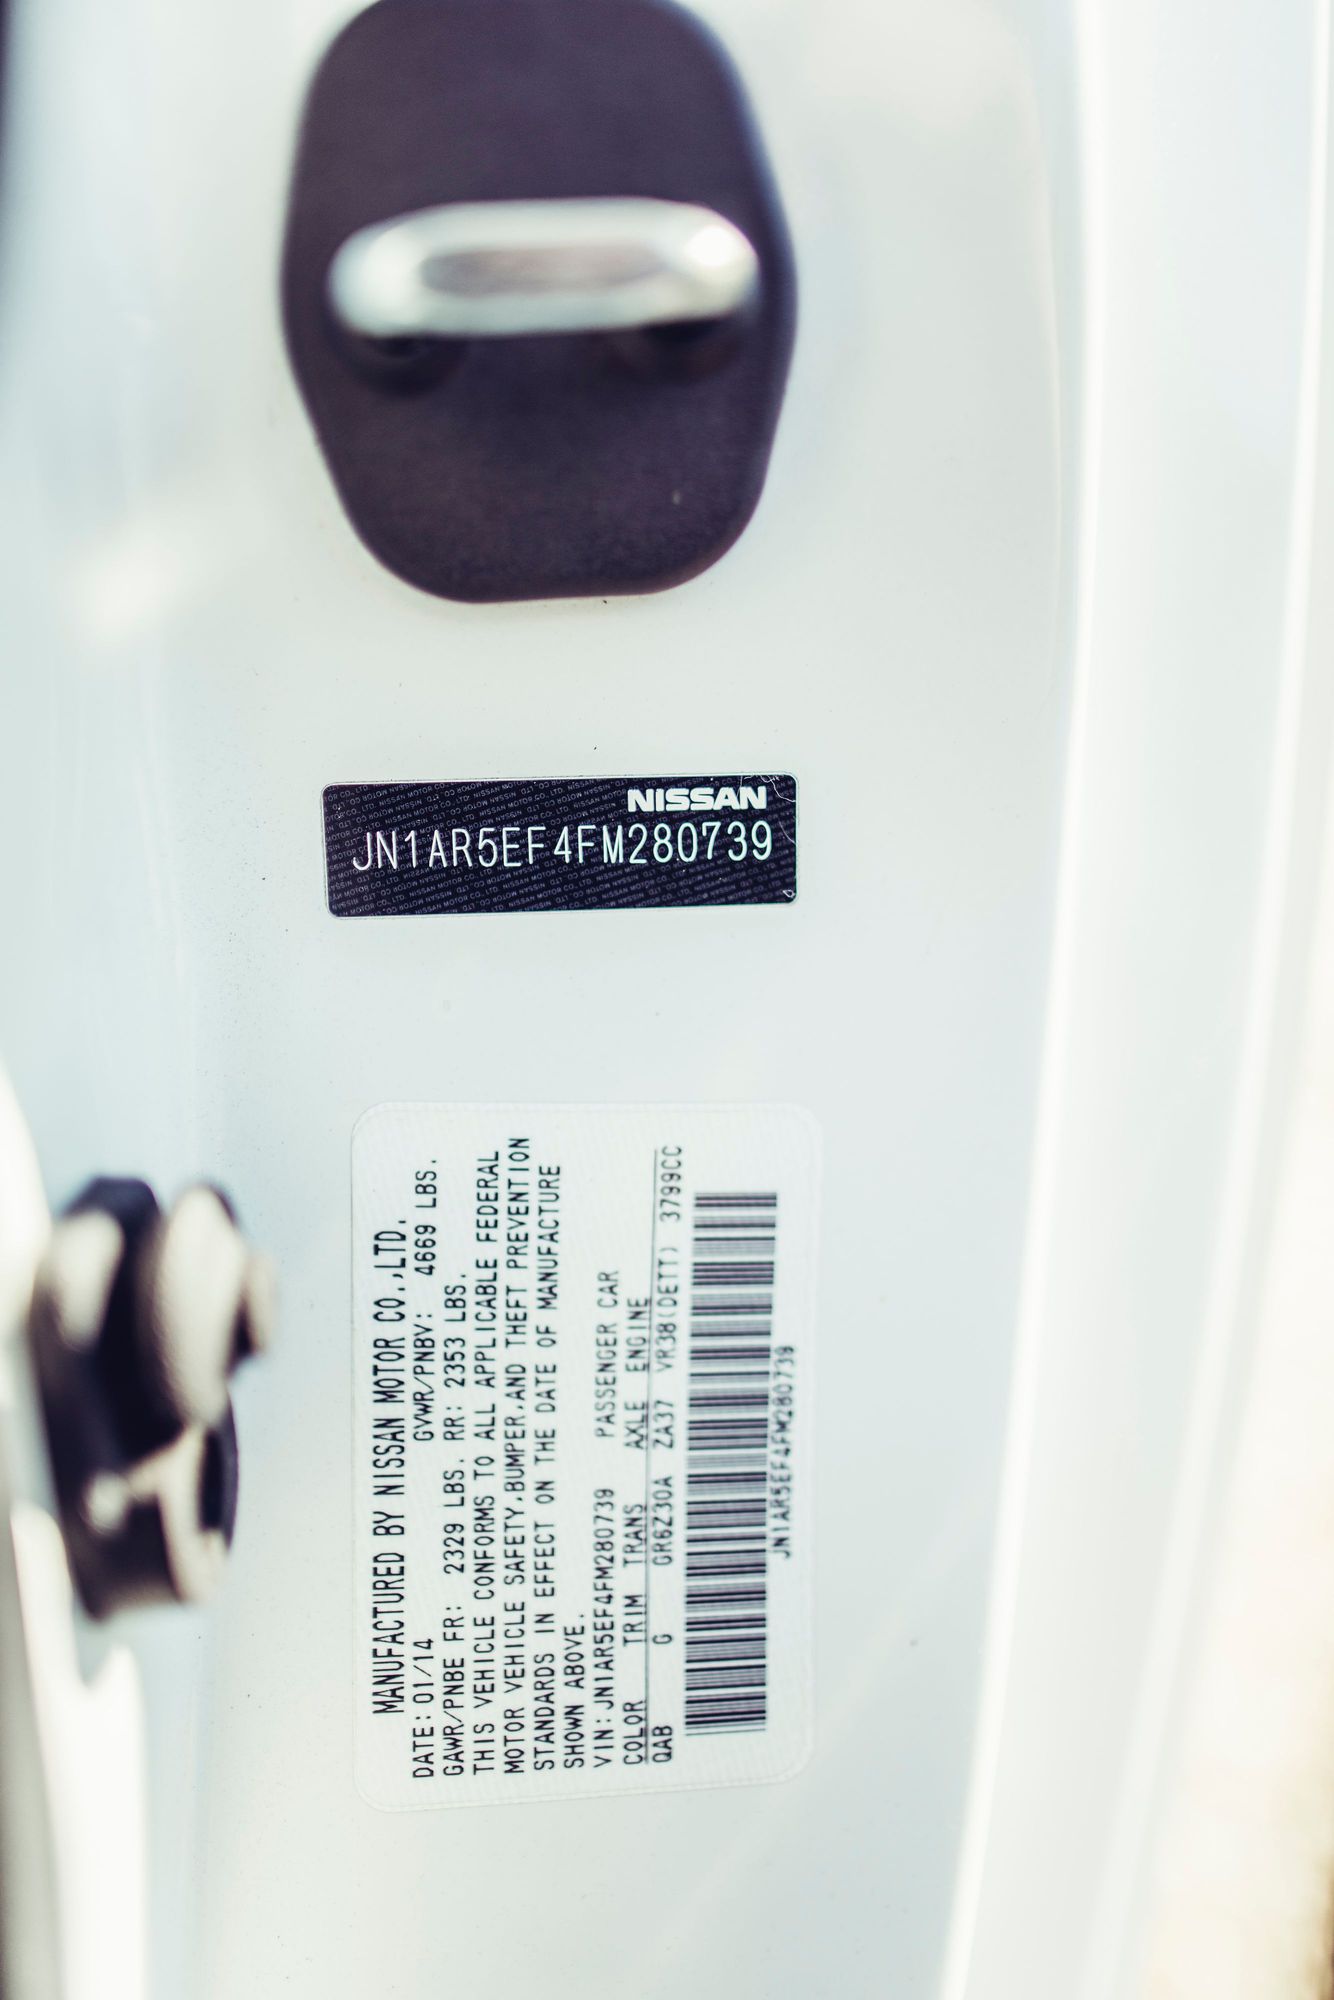 NISSAN
JN1AR5EF4FM280739
MANUFACTURED BY NISSAN MOTOR CO.,LTD.
DATE: 01/14 GVWR/PNBV: 4669 LBS.
GAWR/PNBE FR: 2329 LBS. RR: 2353 LBS.
THIS VEHICLE CONFORMS TO ALL APPLICABLE FEDERAL
MOTOR VEHICLE SAFETY,BUMPER,AND THEFT PREVENTION
STANDARDS IN EFFECT ON THE DATE OF MANUFACTURE
SHOWN ABOVE.
VIN: JN1AR5EF4FM280739 PASSENGER CAR
COLOR TRIM TRANS AXLE ENGINE
QAB G GR6Z30A ZA37 VR38(DETT) 3799CC
JN1AR5EF4FM280739